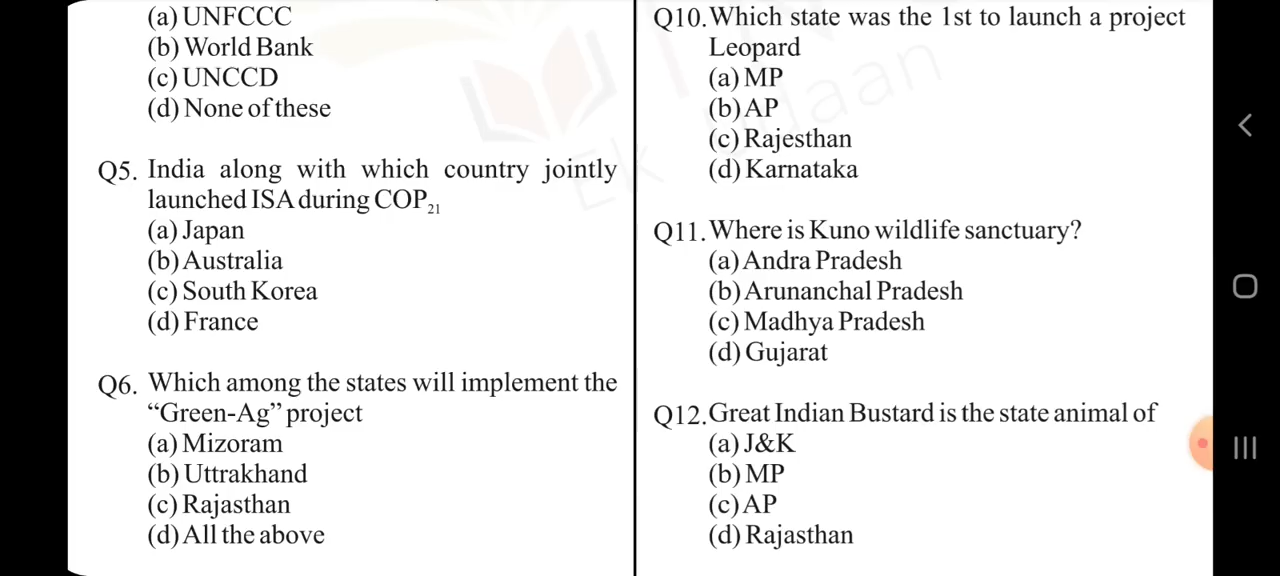 (a) UNFCCC
(b) World Bank
(c) UNCCD
(d) None of these
Q5. India along with which country jointly
launched ISA during COP21
(a) Japan
(b) Australia
(c) South Korea
(d) France
Q6. Which among the states will implement the
“Green-Ag” project
(a) Mizoram
(b) Uttrakhand
(c) Rajasthan
(d) All the above
Q10. Which state was the 1st to launch a project
Leopard
(a) MP
(b) AP
(c) Rajesthan
(d) Karnataka
Q11. Where is Kuno wildlife sanctuary?
(a) Andra Pradesh
(b) Arunanchal Pradesh
(c) Madhya Pradesh
(d) Gujarat
Q12. Great Indian Bustard is the state animal of
(a) J&K
(b) MP
(c) AP
(d) Rajasthan